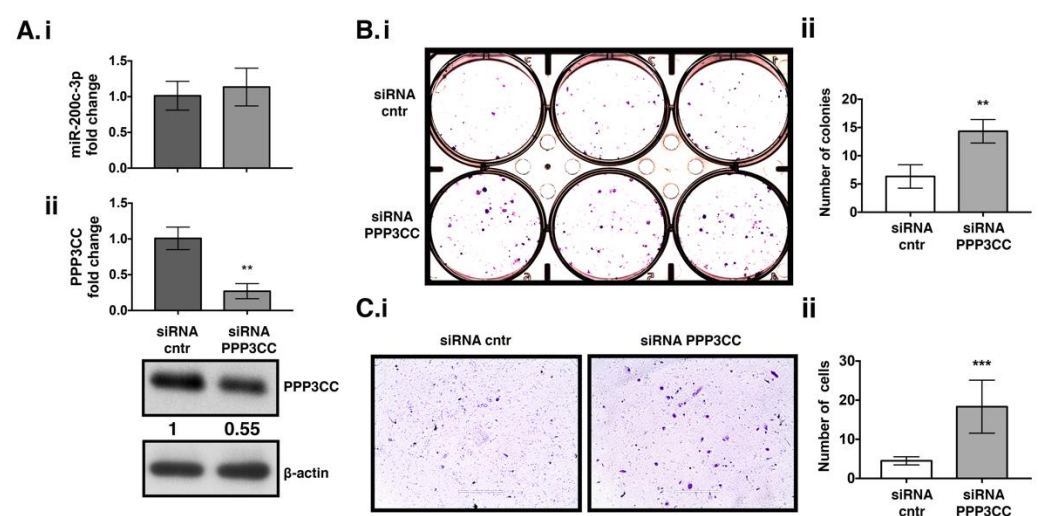 A. i
1.5
1.0
0.5
0.0
miR-200c-3p
fold change
ii
1.5
1.0
0.5
0.0
PPP3CC
fold change
**
siRNA
cntr
siRNA
PPP3CC
PPP3CC
1
0.55
β-actin
B. i
siRNA
cntr
siRNA
PPP3CC
ii
20
15
10
5
0
Number of colonies
**
siRNA
cntr
siRNA
PPP3CC
C. i
siRNA cntr
siRNA PPP3CC
ii
30
20
10
0
Number of cells
***
siRNA
cntr
siRNA
PPP3CC